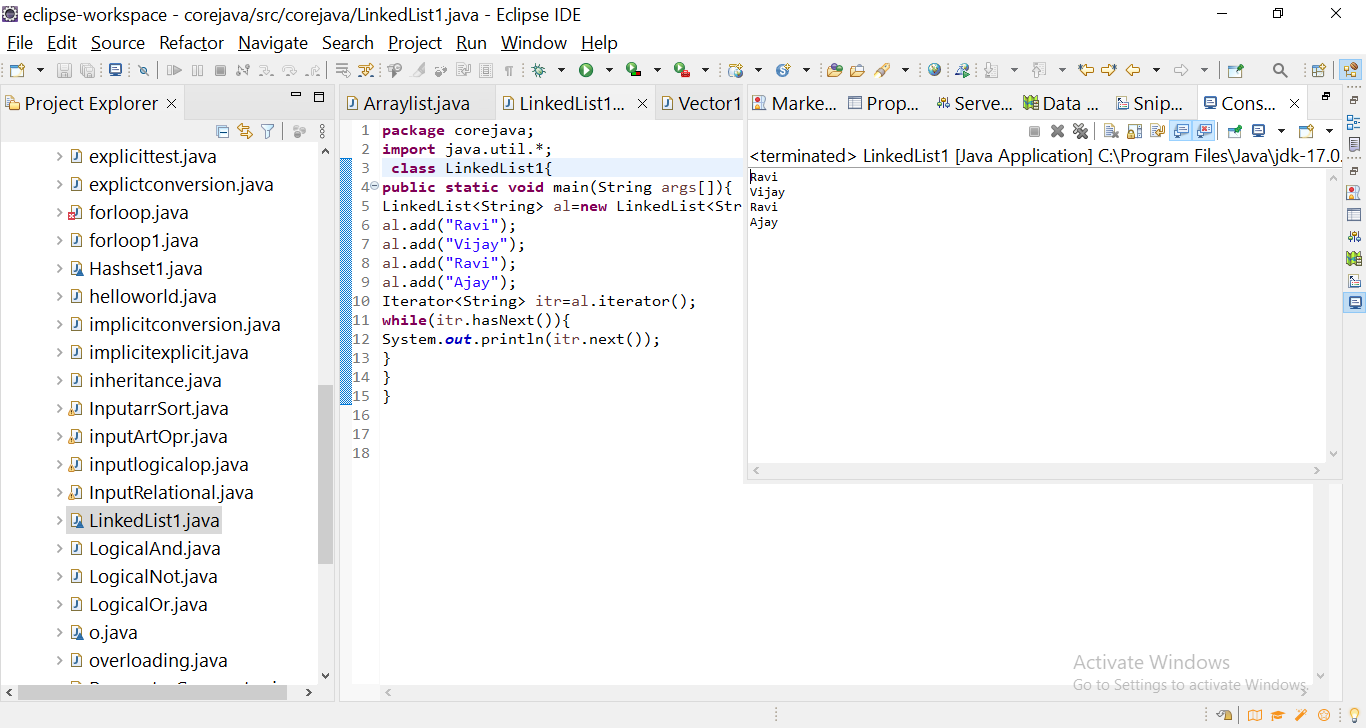 eclipse-workspace - corejava/src/corejava/LinkedList1.java - Eclipse IDE
File Edit Source Refactor Navigate Search Project Run Window Help
Project Explorer
explicittest.java
explictconversion.java
forloop.java
forloop1.java
Hashset1.java
helloworld.java
implicitconversion.java
implicitexplicit.java
inheritance.java
InputarrSort.java
inputArtOpr.java
inputlogicalop.java
InputRelational.java
LinkedList1.java
LogicalAnd.java
LogicalNot.java
LogicalOr.java
o.java
overloading.java
Arraylist.java LinkedList1... Vector1
1 package corejava;
2 import java.util.*;
3 class LinkedList1{
4 public static void main(String args[]){
5 LinkedList<String> al=new LinkedList<Str
6 al.add("Ravi");
7 al.add("Vijay");
8 al.add("Ravi");
9 al.add("Ajay");
10 Iterator<String> itr=al.iterator();
11 while(itr.hasNext()){
12 System.out.println(itr.next());
13 }
14 }
15 }
16
17
18
Marke... Prop... Serve... Data ... Snip... Cons...
<terminated> LinkedList1 [Java Application] C:\Program Files\Java\jdk-17.0.
Ravi
Vijay
Ravi
Ajay
Activate Windows
Go to Settings to activate Windows.